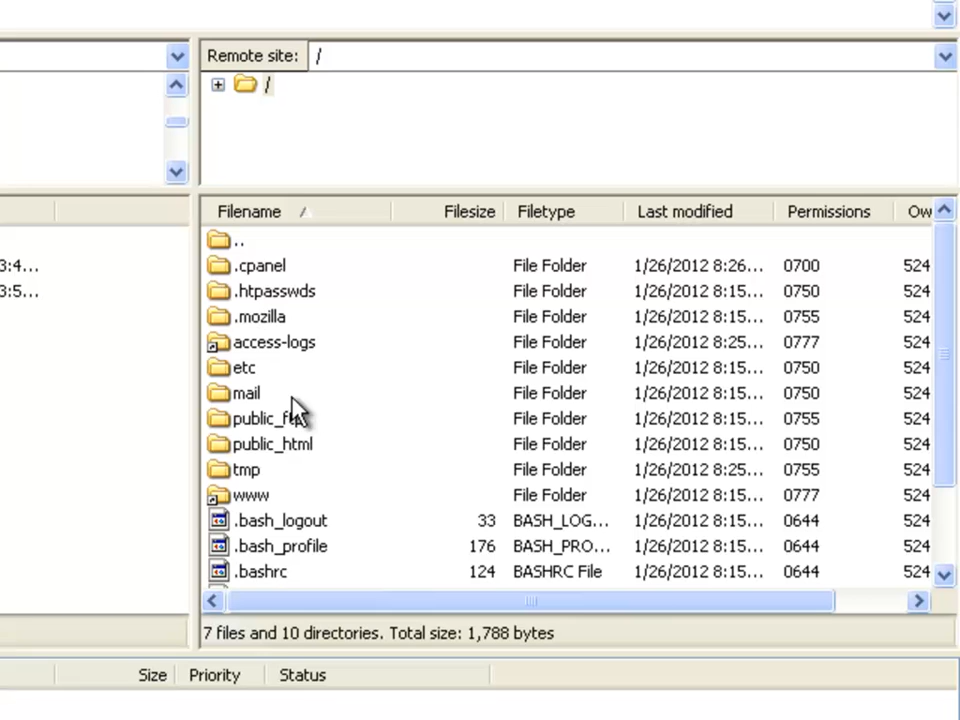 Remote site: /
/
Filename / Filesize Filetype Last modified Permissions Ow
..
3:4... .cpanel File Folder 1/26/2012 8:26... 0700 524
3:5... .htpasswds File Folder 1/26/2012 8:15... 0750 524
.mozilla File Folder 1/26/2012 8:15... 0755 524
access-logs File Folder 1/26/2012 8:25... 0777 524
etc File Folder 1/26/2012 8:15... 0750 524
mail File Folder 1/26/2012 8:15... 0750 524
public_ftp File Folder 1/26/2012 8:15... 0755 524
public_html File Folder 1/26/2012 8:15... 0750 524
tmp File Folder 1/26/2012 8:25... 0755 524
www File Folder 1/26/2012 8:15... 0777 524
.bash_logout 33 BASH_LOG... 1/26/2012 8:15... 0644 524
.bash_profile 176 BASH_PRO... 1/26/2012 8:15... 0644 524
.bashrc 124 BASHRC File 1/26/2012 8:15... 0644 524
7 files and 10 directories. Total size: 1,788 bytes
Size Priority Status